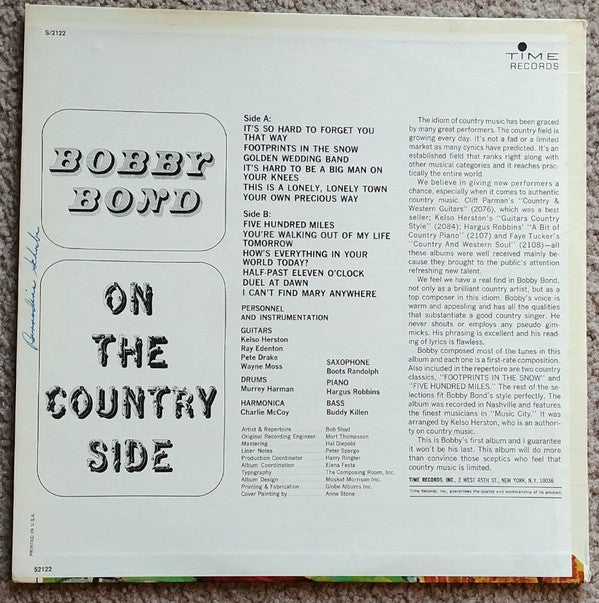 S/2122
TIME
RECORDS
BOBBY
BOND
ON
THE
COUNTRY
SIDE
Side A:
IT'S SO HARD TO FORGET YOU
THAT WAY
FOOTPRINTS IN THE SNOW
GOLDEN WEDDING BAND
IT'S HARD TO BE A BIG MAN ON
YOUR KNEES
THIS IS A LONELY, LONELY TOWN
YOUR OWN PRECIOUS WAY
Side B:
FIVE HUNDRED MILES
YOU'RE WALKING OUT OF MY LIFE
TOMORROW
HOW'S EVERYTHING IN YOUR
WORLD TODAY?
HALF-PAST ELEVEN O'CLOCK
DUEL AT DAWN
I CAN'T FIND MARY ANYWHERE
PERSONNEL
AND INSTRUMENTATION
GUITARS
Kelso Herston
Ray Edenton
Pete Drake
Wayne Moss
DRUMS
Murrey Harman
HARMONICA
Charlie McCoy
SAXOPHONE
Boots Randolph
PIANO
Hargus Robbins
BASS
Buddy Killen
Artist & Repertoire Bob Shad
Original Recording Engineer Mort Thomasson
Mastering Hal Diepold
Liner Notes Peter Spargo
Production Coordinator Harry Ringler
Album Coordination Elena Festa
Typography The Composing Room, Inc.
Album Design Moskof-Morrison Inc.
Printing & Fabrication Globe Albums Inc.
Cover Painting by Anne Stone
The idiom of country music has been graced
by many great performers. The country field is
growing every day. It's not a fad or a limited
market as many cynics have predicted. It's an
established field that ranks right along with
other musical categories and it reaches prac-
tically the entire world.
We believe in giving new performers a
chance, especially when it comes to authentic
country music. Cliff Parman's "Country &
Western Guitars" (2076), which was a best
seller; Kelso Herston's "Guitars Country
Style" (2084); Hargus Robbins' "A Bit of
Country Piano" (2107) and Faye Tucker's
"Country And Western Soul" (2108)—all
these albums were well received mainly be-
cause they brought to the public's attention
refreshing new talent.
We feel we have a real find in Bobby Bond,
not only as a brilliant country artist, but as a
top composer in this idiom. Bobby's voice is
warm and appealing and has all the qualities
that substantiate a good country singer. He
never shouts or employs any pseudo gim-
micks. His phrasing is excellent and his read-
ing of lyrics is flawless.
Bobby composed most of the tunes in this
album and each one is a first-rate composition.
Also included in the repertoire are two country
classics, "FOOTPRINTS IN THE SNOW" and
"FIVE HUNDRED MILES." The rest of the se-
lections fit Bobby Bond's style perfectly. The
album was recorded in Nashville and features
the finest musicians in "Music City." It was
arranged by Kelso Herston, who is an authori-
ty on country music.
This is Bobby's first album and I guarantee
it won't be his last. This album will do more
than convince those sceptics who feel that
country music is limited.
TIME RECORDS, INC., 2 WEST 45TH ST., NEW YORK, N.Y. 10036
Time Records, Inc., guarantees the quality and workmanship of its product.
PRINTED IN U.S.A.
52122